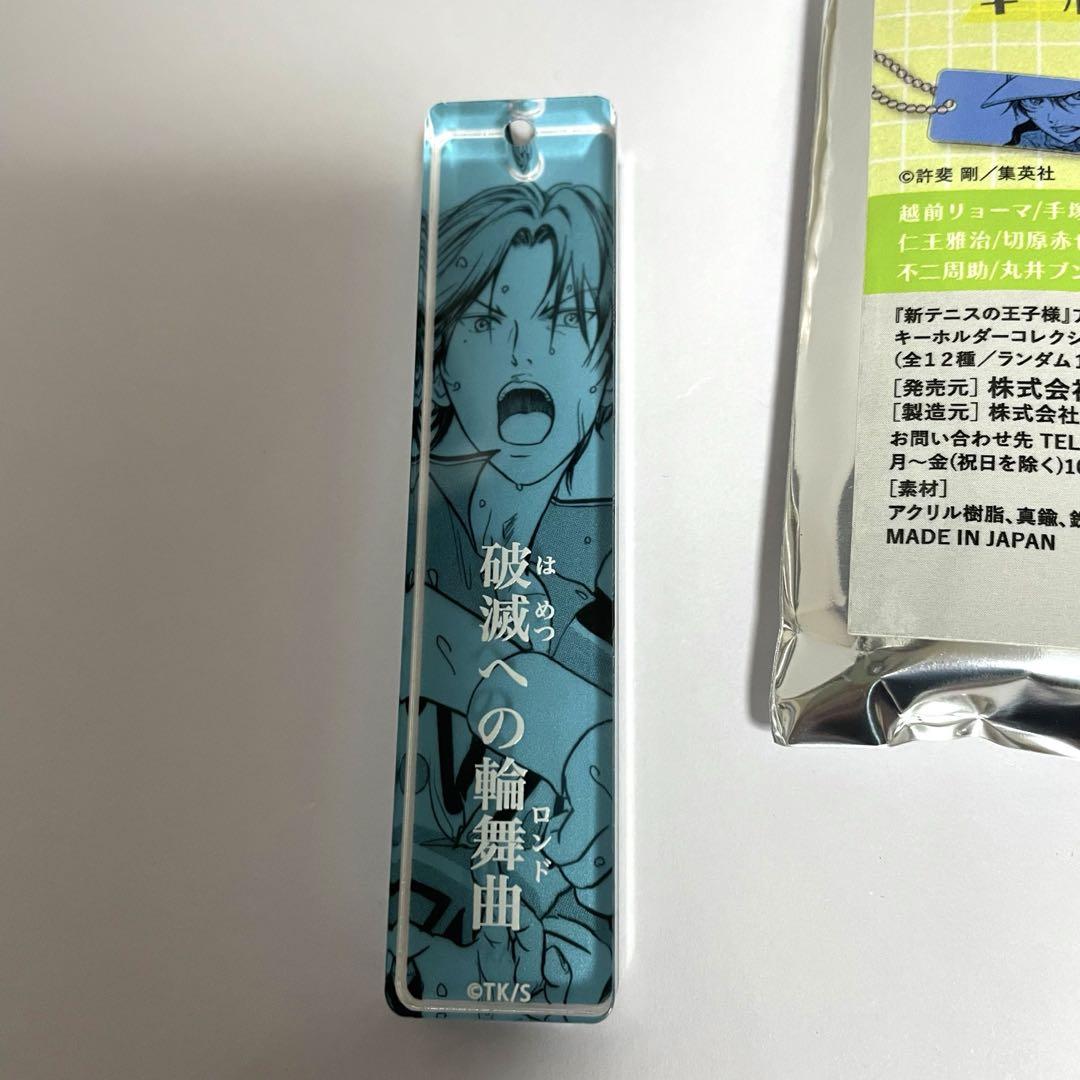 破滅への輪舞曲
はめつ
ロンド
©TK/S
©許斐 剛／集英社
越前リョーマ/手塚
仁王雅治/切原赤
不二周助/丸井ブン
『新テニスの王子様』
キーホルダーコレクシ
(全12種／ランダム1
[発売元] 株式会社
[製造元] 株式会社
お問い合わせ先 TEL
月～金(祝日を除く)10
[素材]
アクリル樹脂、真鍮、鉄
MADE IN JAPAN